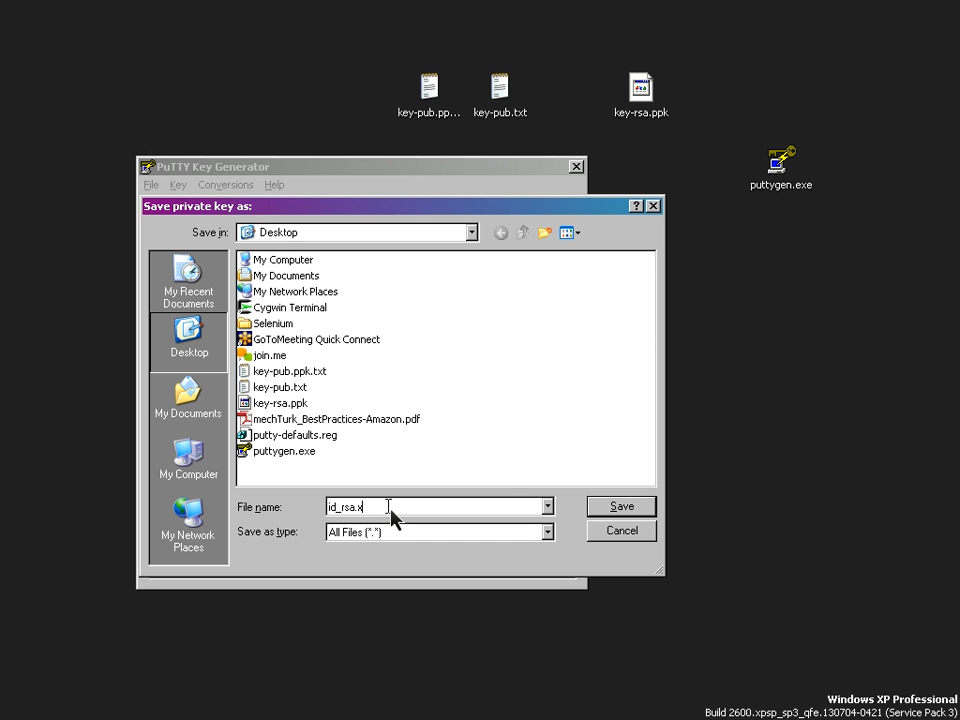 key-pub.pp...
key-pub.txt
key-rsa.ppk
puttygen.exe
PuTTY Key Generator
File Key Conversions Help
Save private key as:
Save in:
Desktop
My Recent
Documents
Desktop
My Documents
My Computer
My Network
Places
My Computer
My Documents
My Network Places
Cygwin Terminal
Selenium
GoToMeeting Quick Connect
join.me
key-pub.ppk.txt
key-pub.txt
key-rsa.ppk
mechTurk_BestPractices-Amazon.pdf
putty-defaults.reg
puttygen.exe
File name:
id_rsa.x
Save
Save as type:
All Files (*.*)
Cancel
Windows XP Professional
Build 2600.xpsp_sp3_qfe.130704-0421 (Service Pack 3)